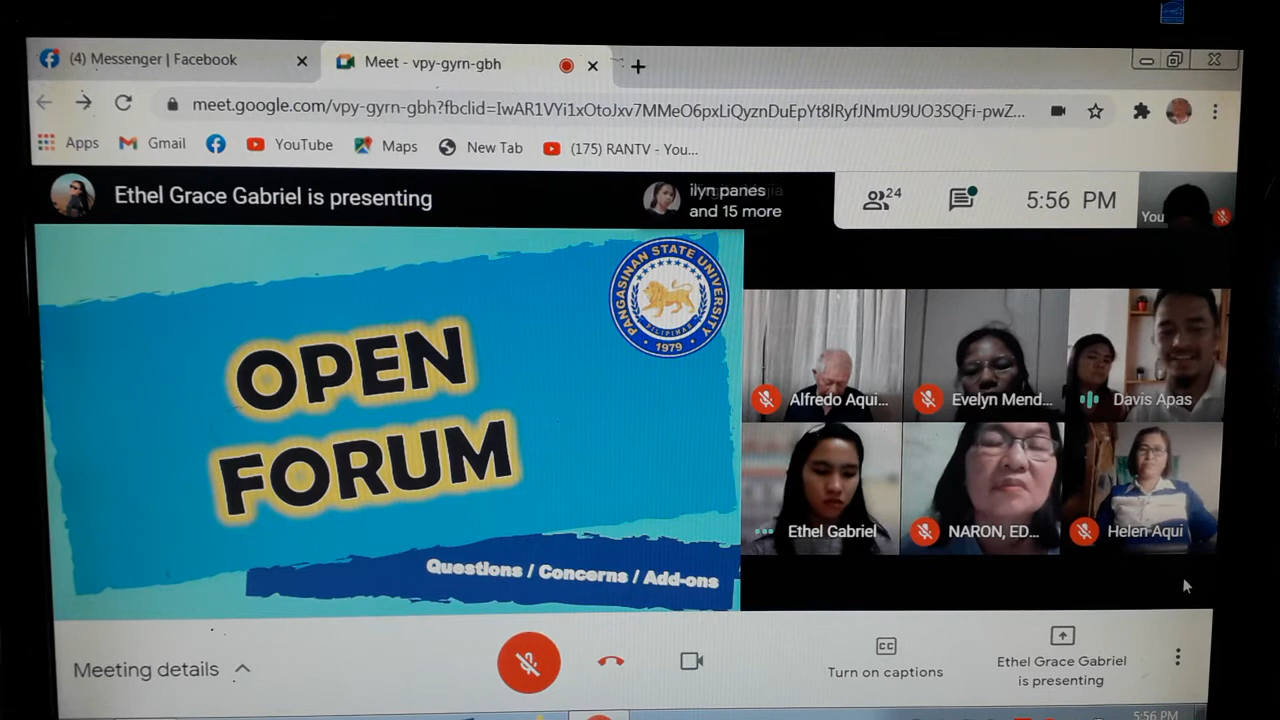 (4) Messenger | Facebook
Meet - vpy-gyrn-gbh
meet.google.com/vpy-gyrn-gbh?fbclid=IwAR1VYi1xOtoJxv7MMeO6pxLiQyznDuEpYt8lRyfJNmU9UO3SQFi-pwZ...
Apps
Gmail
YouTube
Maps
New Tab
(175) RANTV - You...
Ethel Grace Gabriel is presenting
ilyn panes
and 15 more
24
5:56 PM
You
PANGASINAN STATE UNIVERSITY
PILIPINAS
1979
OPEN
FORUM
Questions / Concerns / Add-ons
Alfredo Aqui...
Evelyn Mend...
Davis Apas
Ethel Gabriel
NARON, ED...
Helen Aqui
Meeting details
CC
Turn on captions
Ethel Grace Gabriel
is presenting
5:56 PM